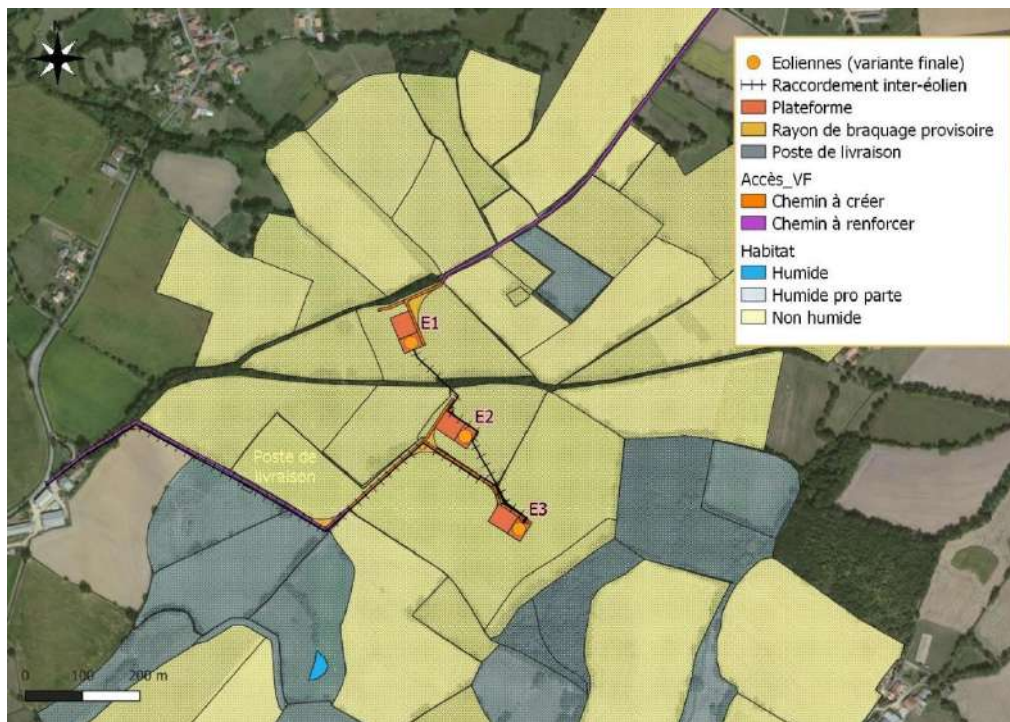 Eoliennes (variante finale)
Raccordement inter-éolien
Plateforme
Rayon de braquage provisoire
Poste de livraison
Accès_VF
Chemin à créer
Chemin à renforcer
Habitat
Humide
Humide pro parte
Non humide
E1
E2
Poste de
livraison
E3
0 100 200 m